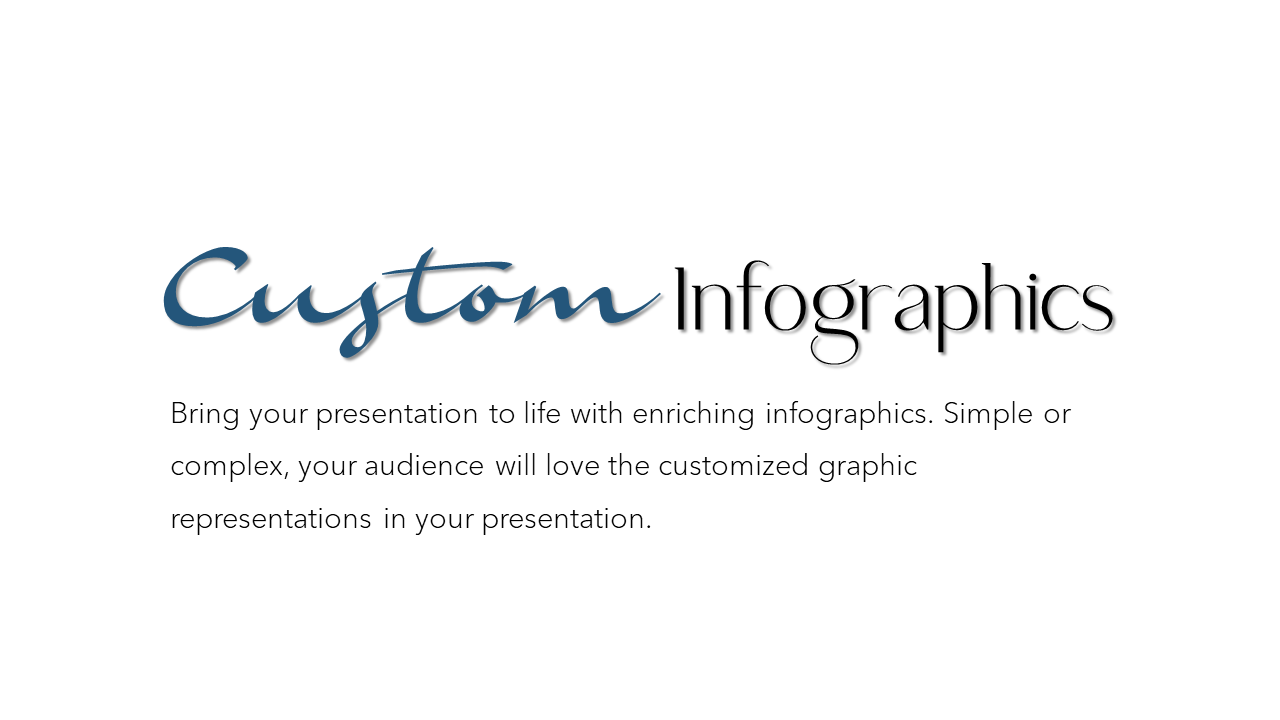 Custom Infographics
Bring your presentation to life with enriching infographics. Simple or
complex, your audience will love the customized graphic
representations in your presentation.